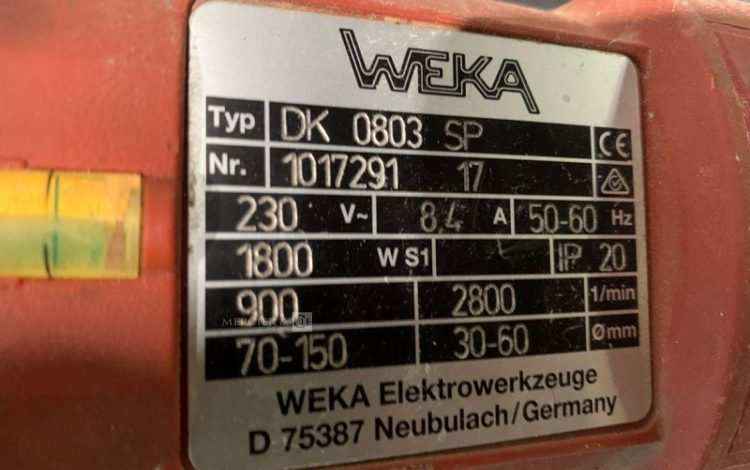 WEKA
Typ DK 0803 SP CE
Nr. 1017291 17
230 V~ 8.4 A 50-60 Hz
1800 W S1 IP 20
900 2800 1/min
70-150 30-60 Ømm
WEKA Elektrowerkzeuge
D 75387 Neubulach/Germany